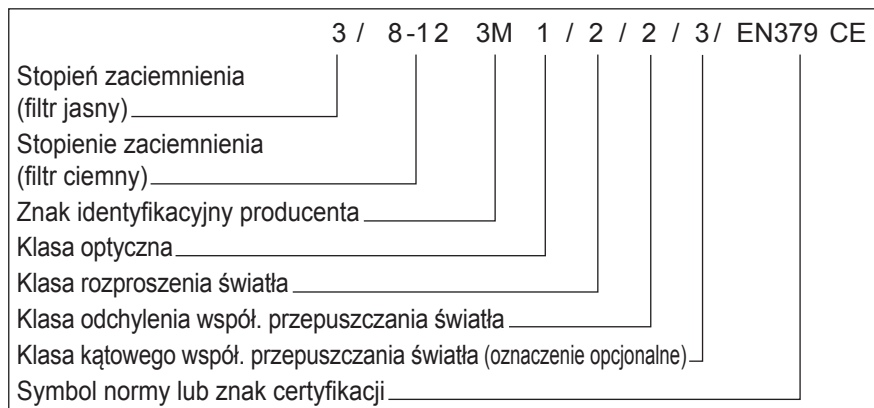 3 / 8-12 3M 1 / 2 / 2 / 3 / EN379 CE
Stopień zaciemnienia
(filtr jasny)
Stopienie zaciemnienia
(filtr ciemny)
Znak identyfikacyjny producenta
Klasa optyczna
Klasa rozproszenia światła
Klasa odchylenia współ. przepuszczania światła
Klasa kątowego współ. przepuszczania światła (oznaczenie opcjonalne)
Symbol normy lub znak certyfikacji